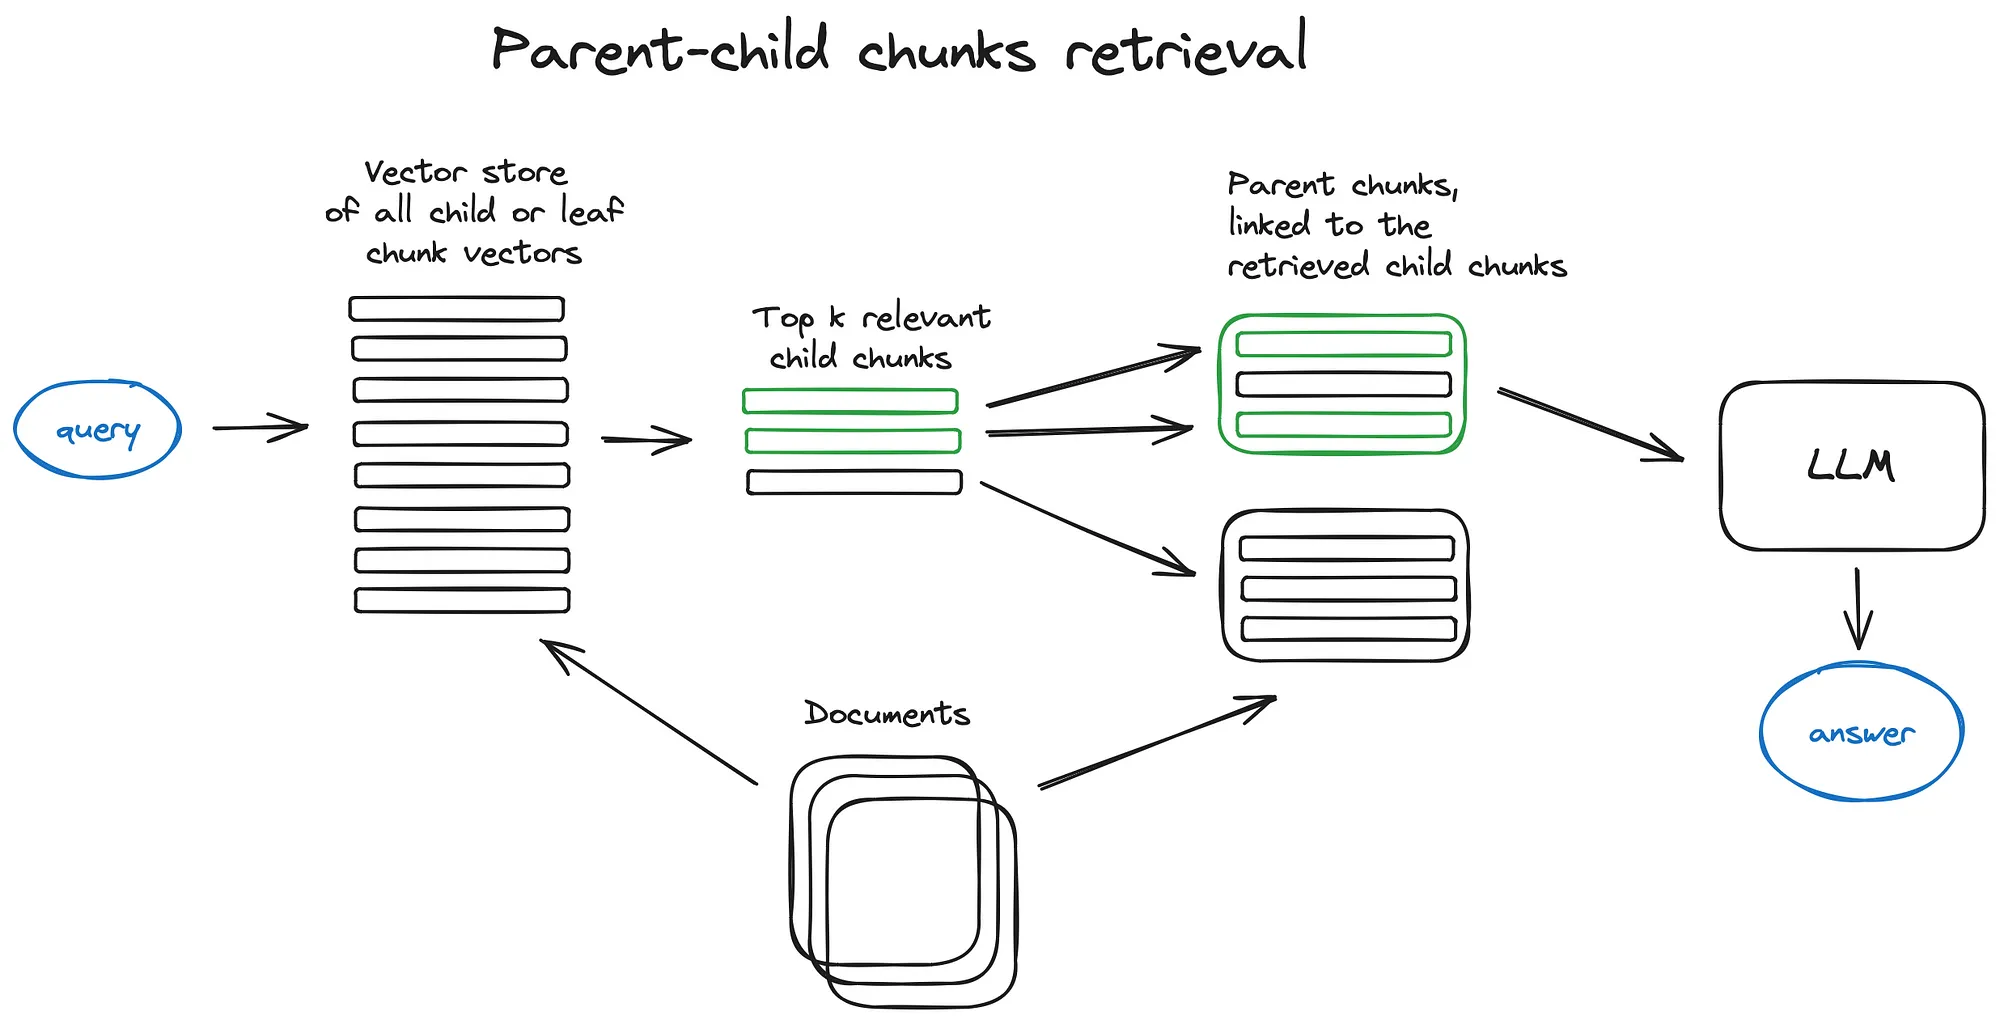 Parent-child chunks retrieval
Vector store
of all child or leaf
chunk vectors
Parent chunks,
linked to the
retrieved child chunks
Top k relevant
child chunks
query
LLM
Documents
answer